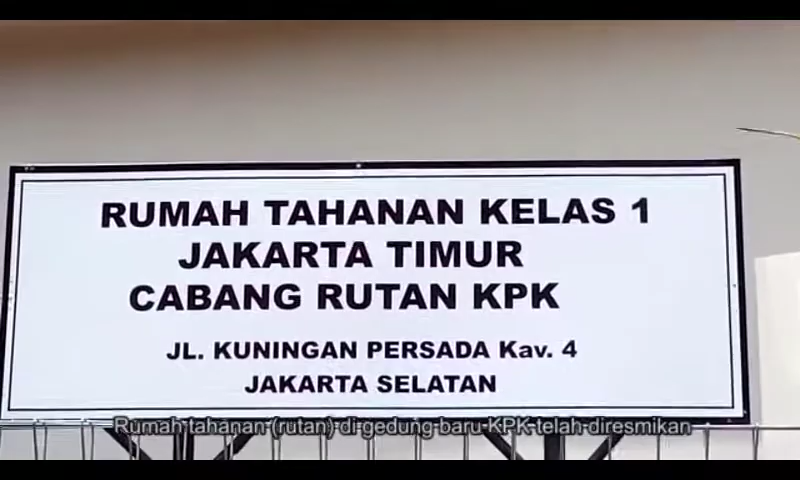 RUMAH TAHANAN KELAS 1
JAKARTA TIMUR
CABANG RUTAN KPK
JL. KUNINGAN PERSADA Kav. 4
JAKARTA SELATAN
Rumah tahanan (rutan) di gedung baru KPK telah diresmikan